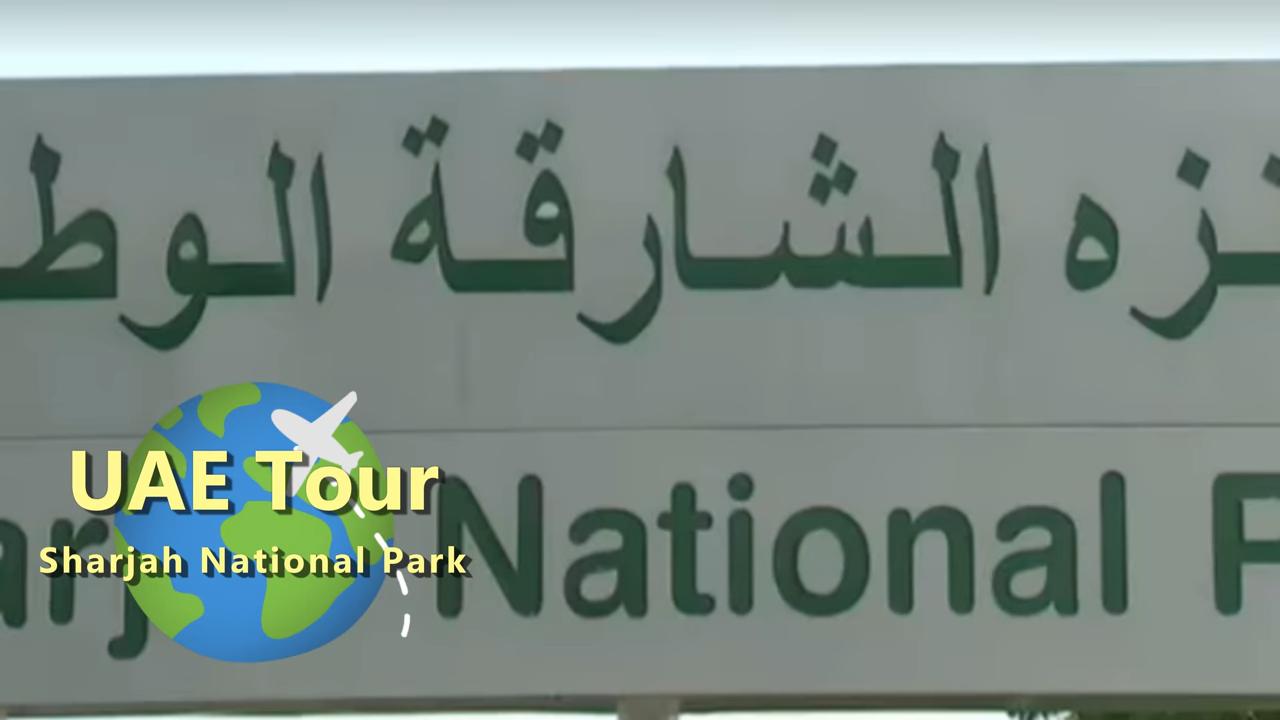 الشارقة
National
UAE Tour
Sharjah National Park